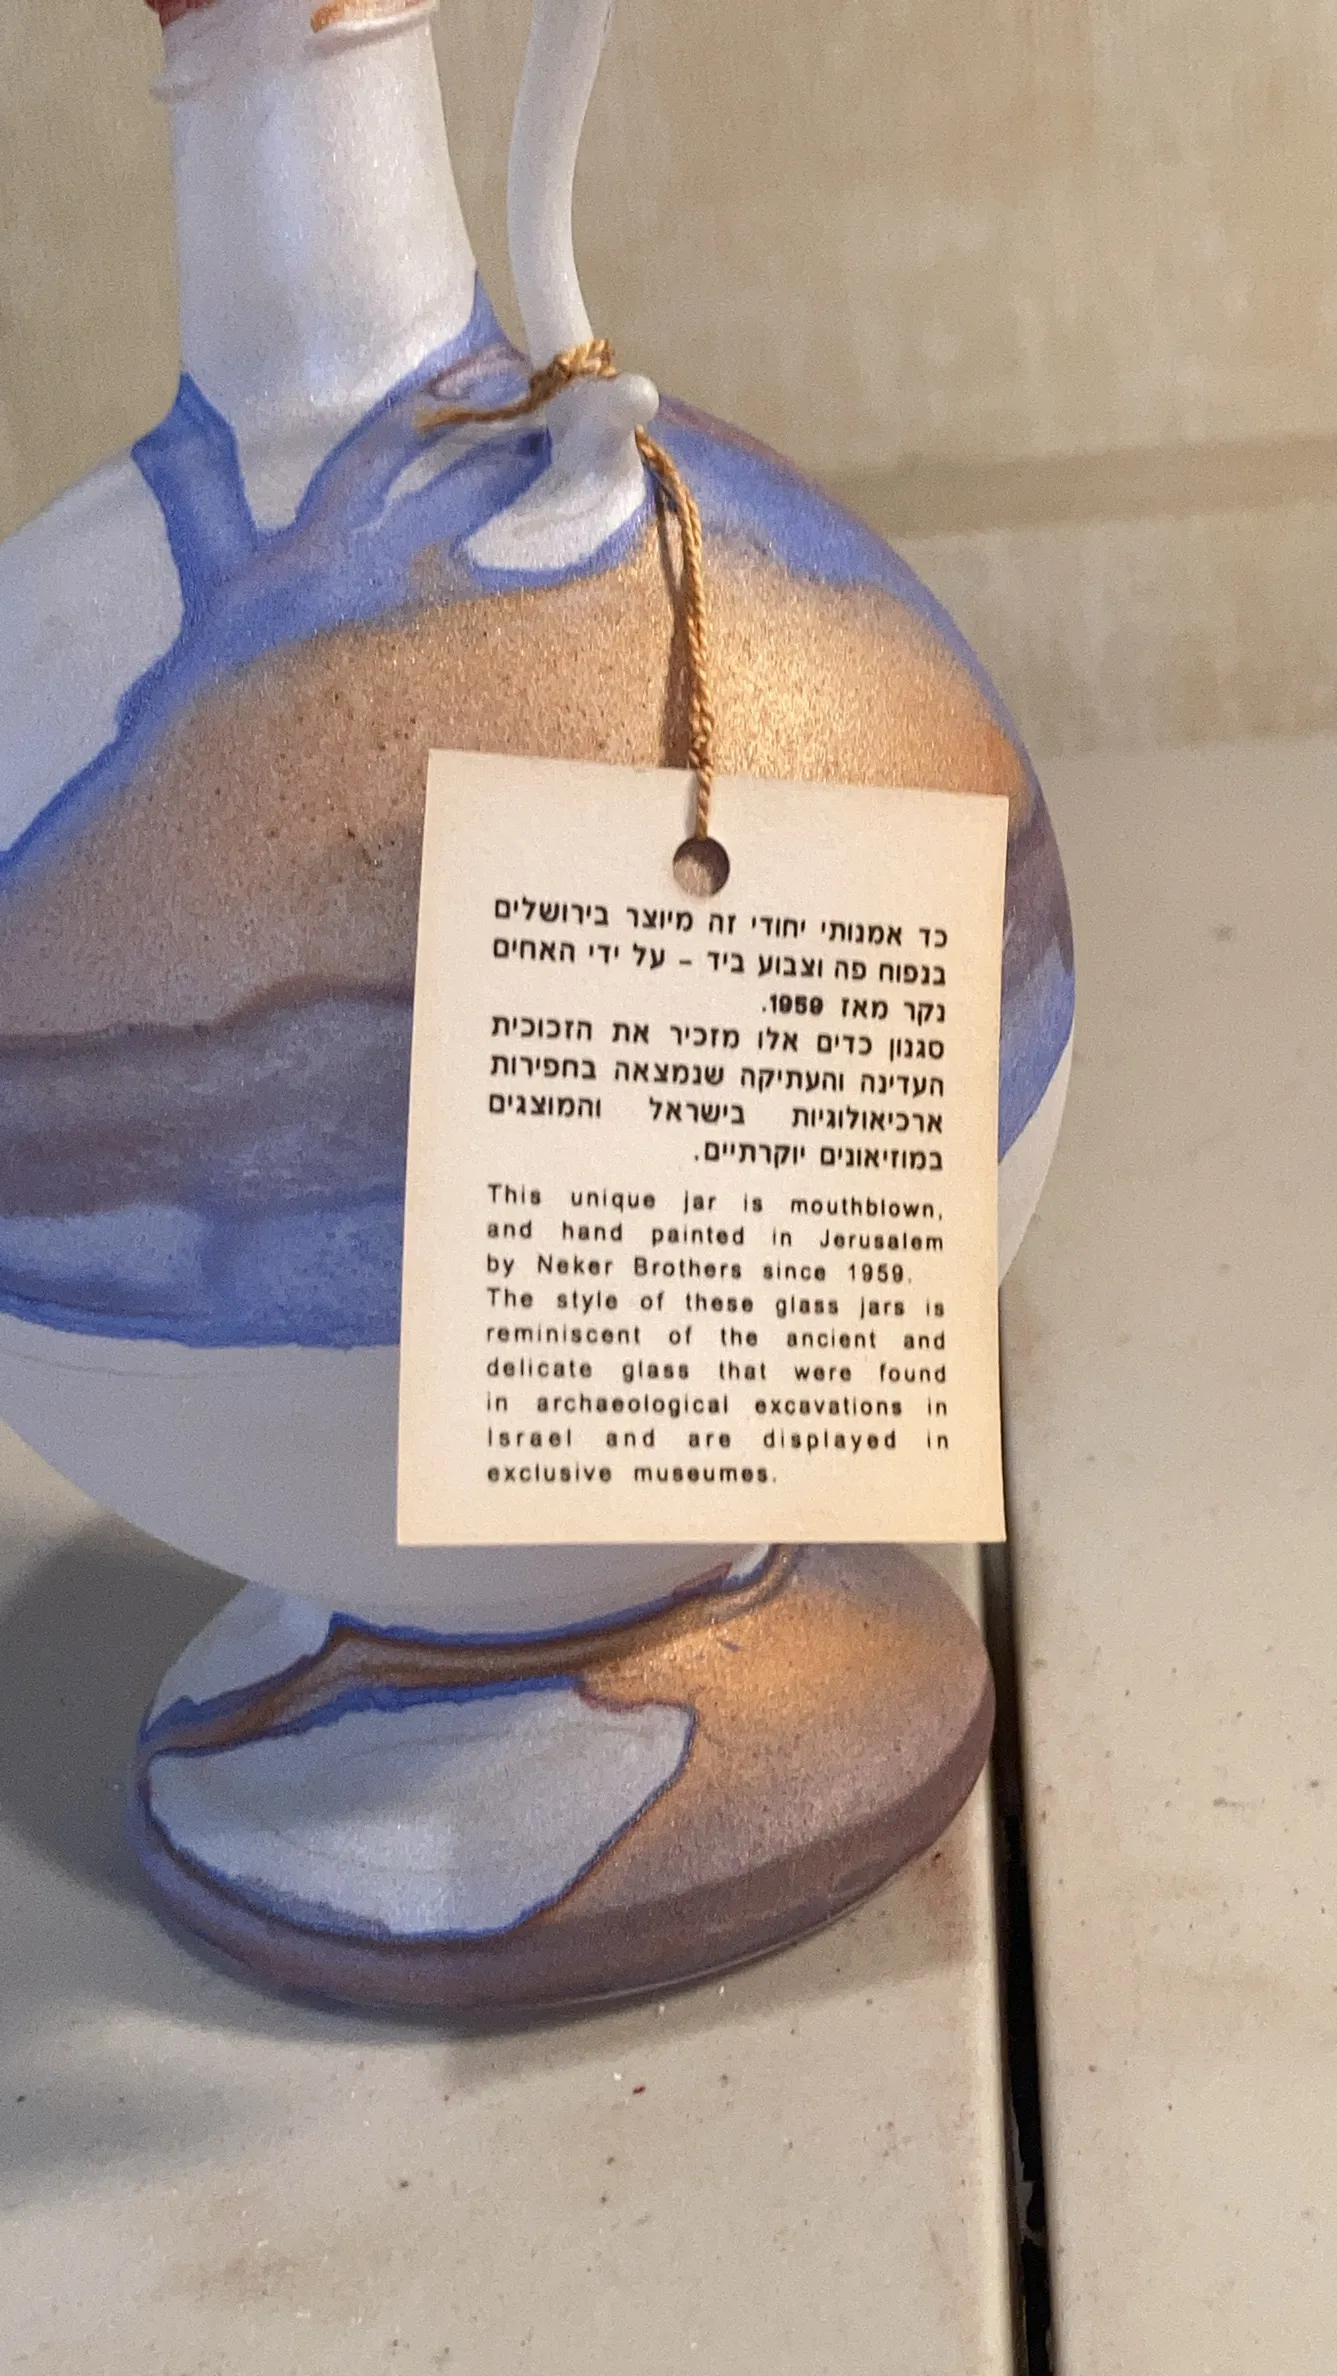 כד אמנותי יחודי זה מיוצר בירושלים
בנפוח פה וצבוע ביד – על ידי האחים
נקר מאז 1959.
סגנון כדים אלו מזכיר את הזכוכית
העדינה והעתיקה שנמצאה בחפירות
ארכיאולוגיות בישראל והמוצגים
במוזיאונים יוקרתיים.
This unique jar is mouthblown,
and hand painted in Jerusalem
by Neker Brothers since 1959.
The style of these glass jars is
reminiscent of the ancient and
delicate glass that were found
in archaeological excavations in
Israel and are displayed in
exclusive museumes.